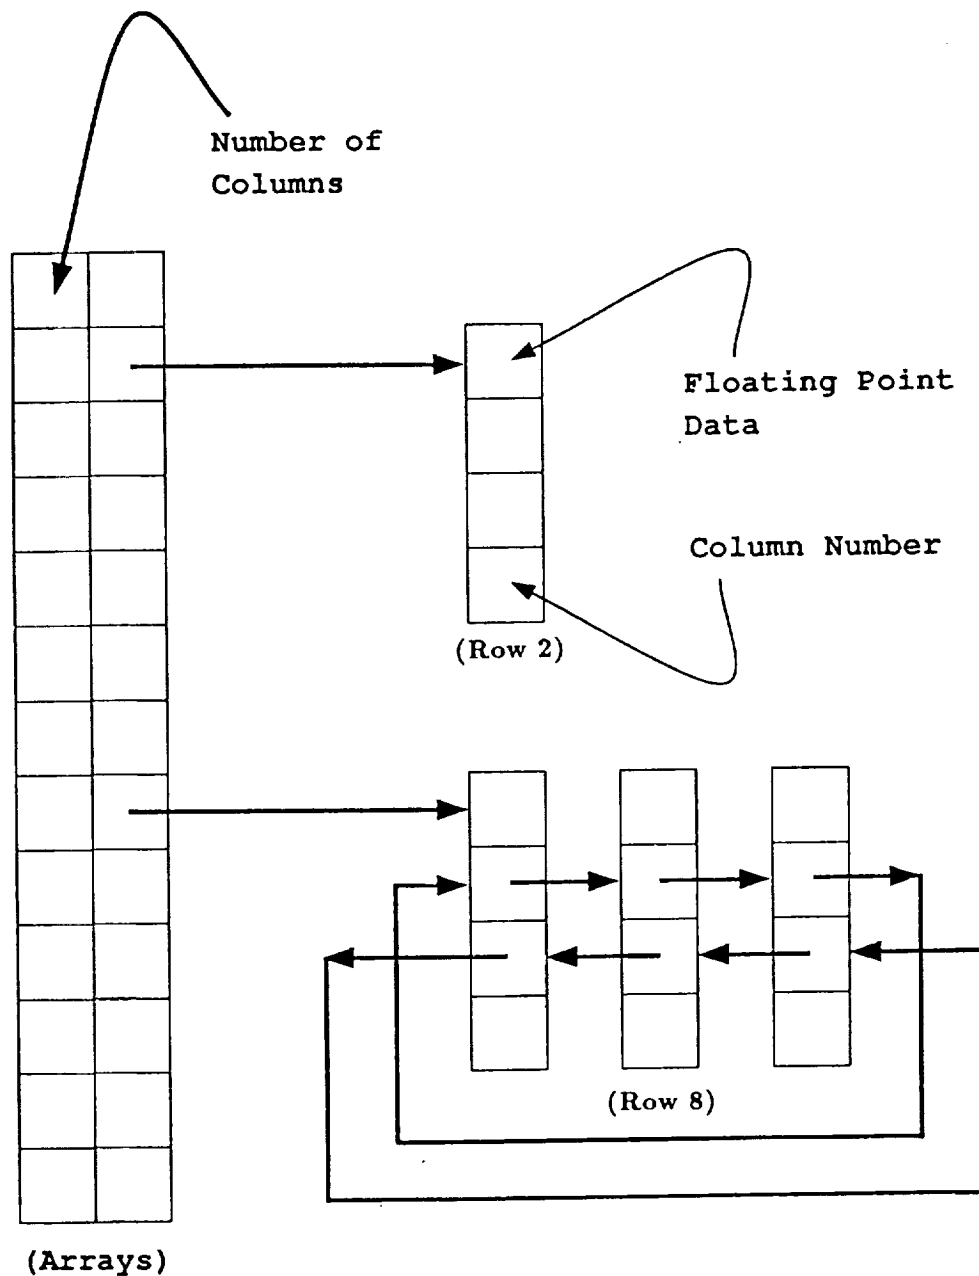 Number of
Columns
Floating Point
Data
Column Number
(Row 2)
(Row 8)
(Arrays)